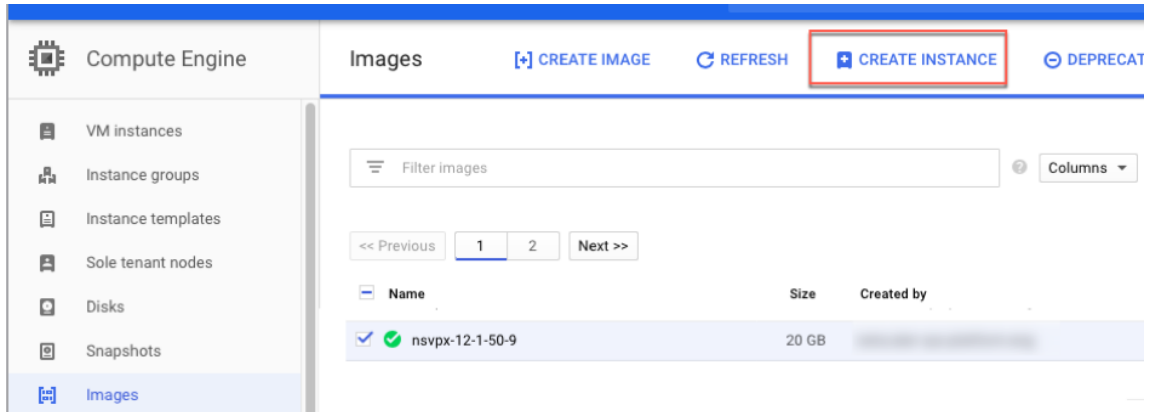 Compute Engine
Images [+] CREATE IMAGE REFRESH CREATE INSTANCE DEPRECAT
VM instances
Instance groups
Instance templates
Sole tenant nodes
Disks
Snapshots
Images
Filter images
Columns
<< Previous 1 2 Next >>
Name Size Created by
nsvpx-12-1-50-9 20 GB